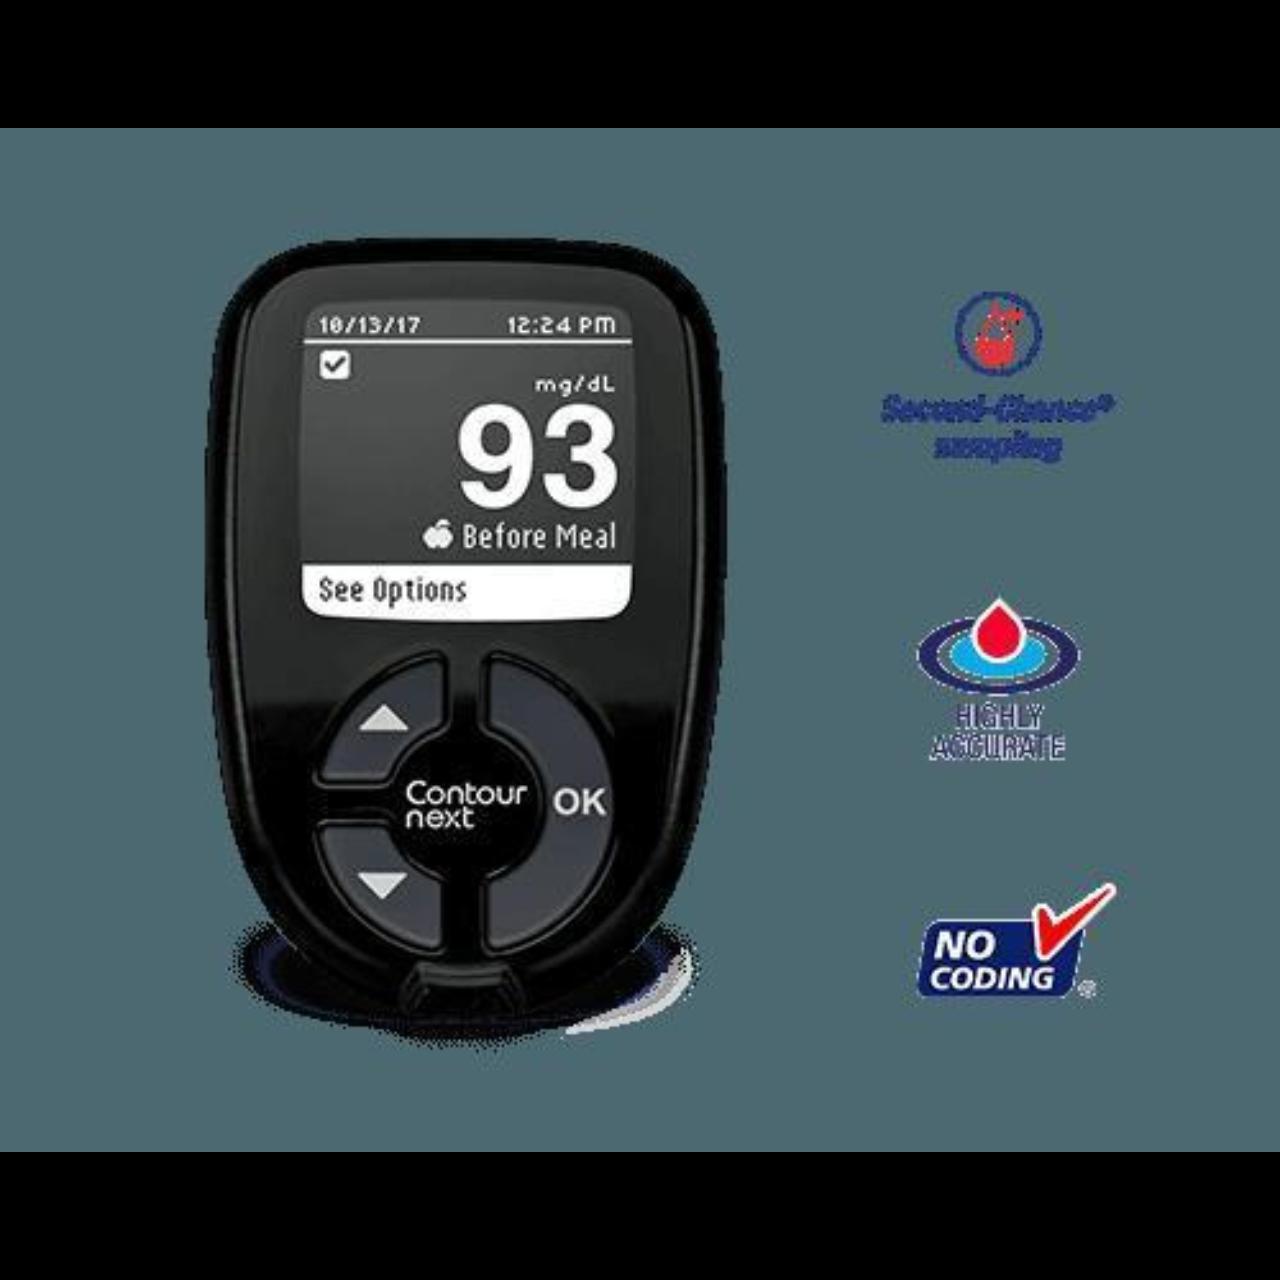 10/13/17 12:24 PM
mg/dL
93
Before Meal
See Options
Contour
next
OK
Second-Chance®
sampling
HIGHLY
ACCURATE
NO
CODING
®